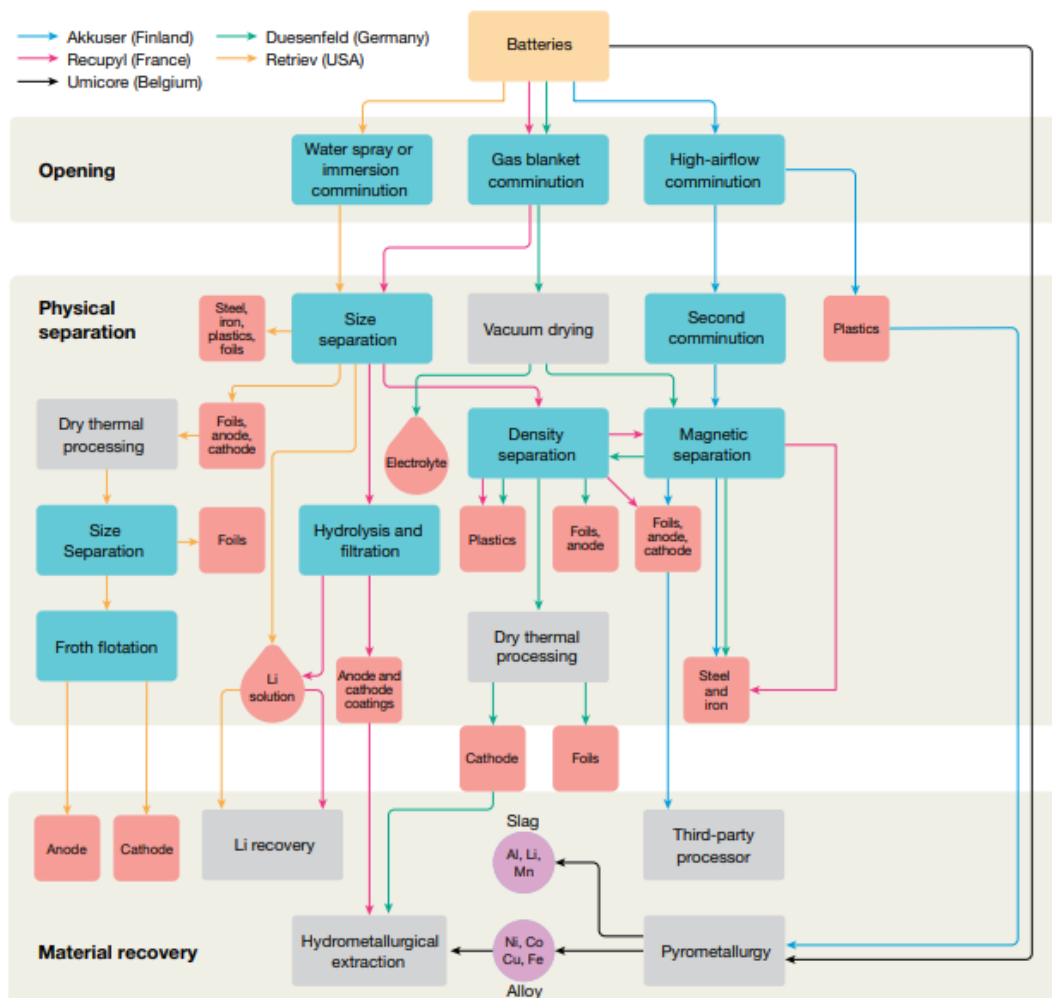 Akkuser (Finland)
Recupyl (France)
Umicore (Belgium)
Duesenfeld (Germany)
Retriev (USA)
Batteries
Opening
Water spray or
immersion
comminution
Gas blanket
comminution
High-airflow
comminution
Physical
separation
Steel,
iron,
plastics,
foils
Size
separation
Vacuum drying
Second
comminution
Plastics
Dry thermal
processing
Foils,
anode,
cathode
Electrolyte
Density
separation
Magnetic
separation
Size
Separation
Foils
Hydrolysis and
filtration
Plastics
Foils,
anode
Foils,
anode,
cathode
Froth flotation
Li
solution
Anode and
cathode
coatings
Dry thermal
processing
Steel
and
iron
Cathode
Foils
Anode
Cathode
Li recovery
Slag
Al, Li,
Mn
Third-party
processor
Material recovery
Hydrometallurgical
extraction
Ni, Co
Cu, Fe
Alloy
Pyrometallurgy